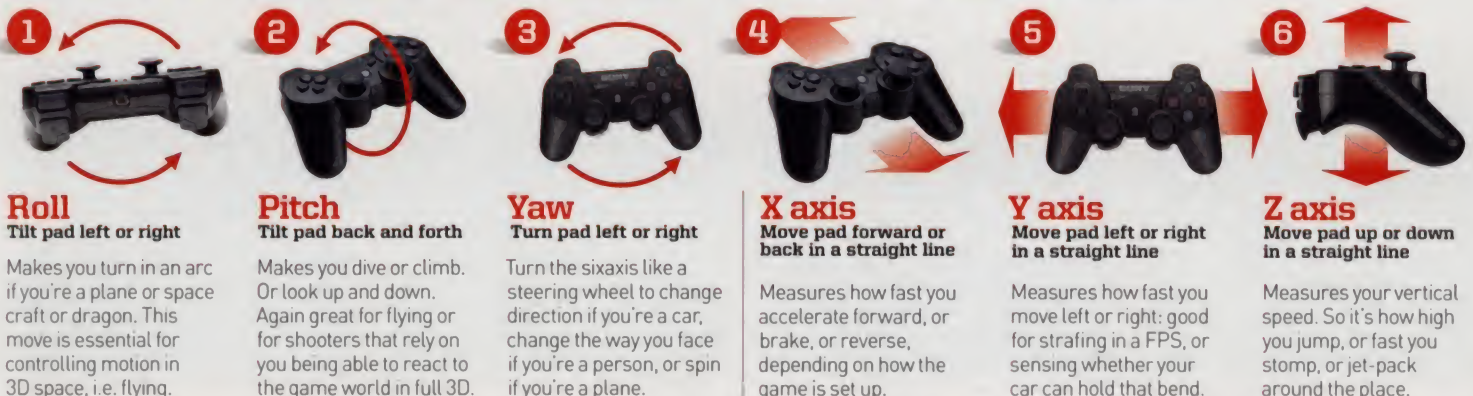 1
Roll
Tilt pad left or right
Makes you turn in an arc
if you're a plane or space
craft or dragon. This
move is essential for
controlling motion in
3D space, i.e. flying.
2
Pitch
Tilt pad back and forth
Makes you dive or climb.
Or look up and down.
Again great for flying or
for shooters that rely on
you being able to react to
the game world in full 3D.
3
SONY
Yaw
Turn pad left or right
Turn the sixaxis like a
steering wheel to change
direction if you're a car,
change the way you face
if you're a person, or spin
if you're a plane.
4
X axis
Move pad forward or
back in a straight line
Measures how fast you
accelerate forward, or
brake, or reverse,
depending on how the
game is set up.
5
SONY
Y axis
Move pad left or right
in a straight line
Measures how fast you
move left or right: good
for strafing in a FPS, or
sensing whether your
car can hold that bend.
6
Z axis
Move pad up or down
in a straight line
Measures your vertical
speed. So it's how high
you jump, or fast you
stomp, or jet-pack
around the place.